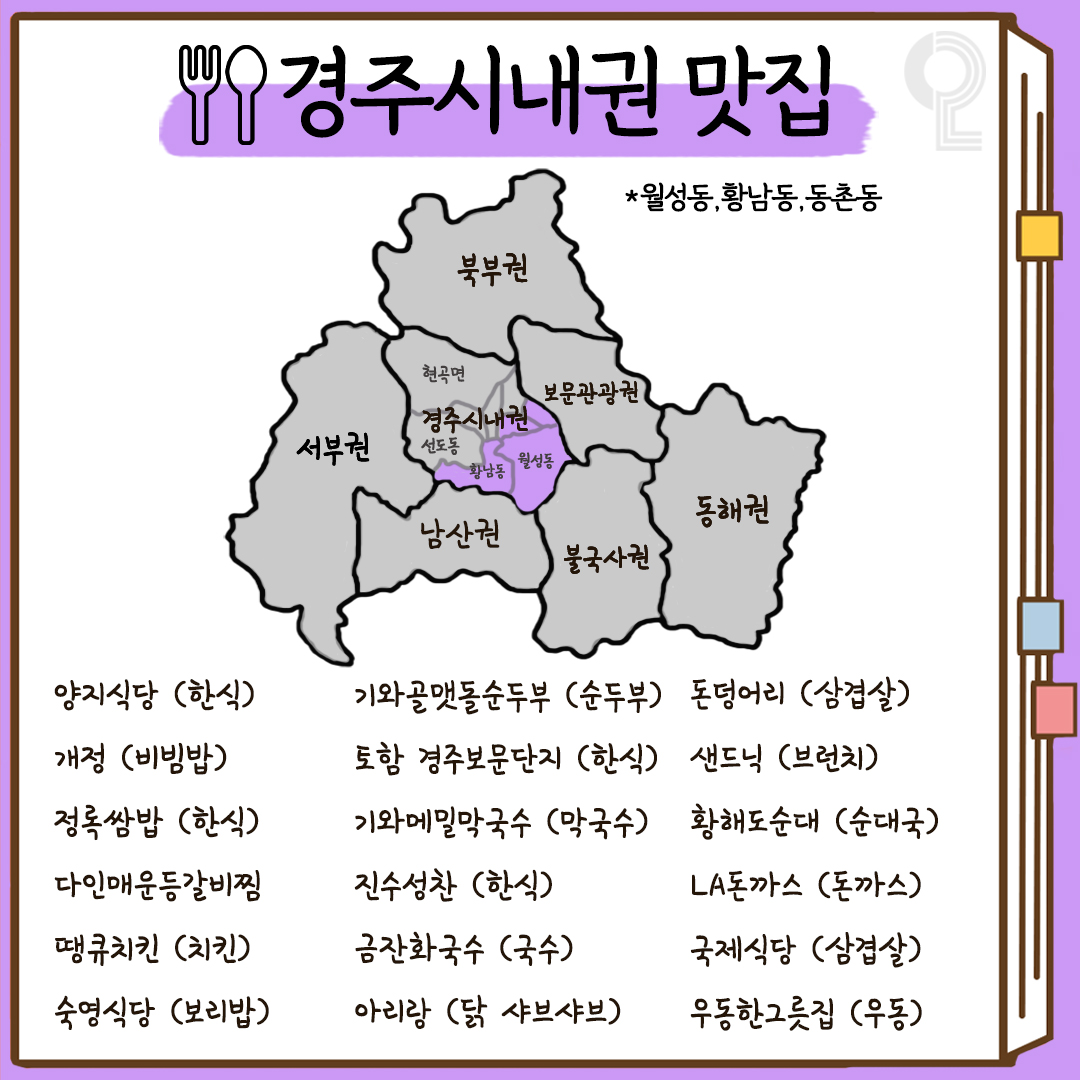 경주시내권 맛집
*월성동,황남동,동촌동
북부권
현곡면
보문관광권
경주시내권
서부권
선도동
황남동
월성동
동해권
남산권
불국사권
양지식당 (한식)
개정 (비빔밥)
정록쌈밥 (한식)
다인매운등갈비찜
땡큐치킨 (치킨)
숙영식당 (보리밥)
기와골맷돌순두부 (순두부)
토함 경주보문단지 (한식)
기와메밀막국수 (막국수)
진수성찬 (한식)
금잔화국수 (국수)
아리랑 (닭 샤브샤브)
돈덩어리 (삼겹살)
샌드닉 (브런치)
황해도순대 (순대국)
LA돈까스 (돈까스)
국제식당 (삼겹살)
우동한그릇집 (우동)